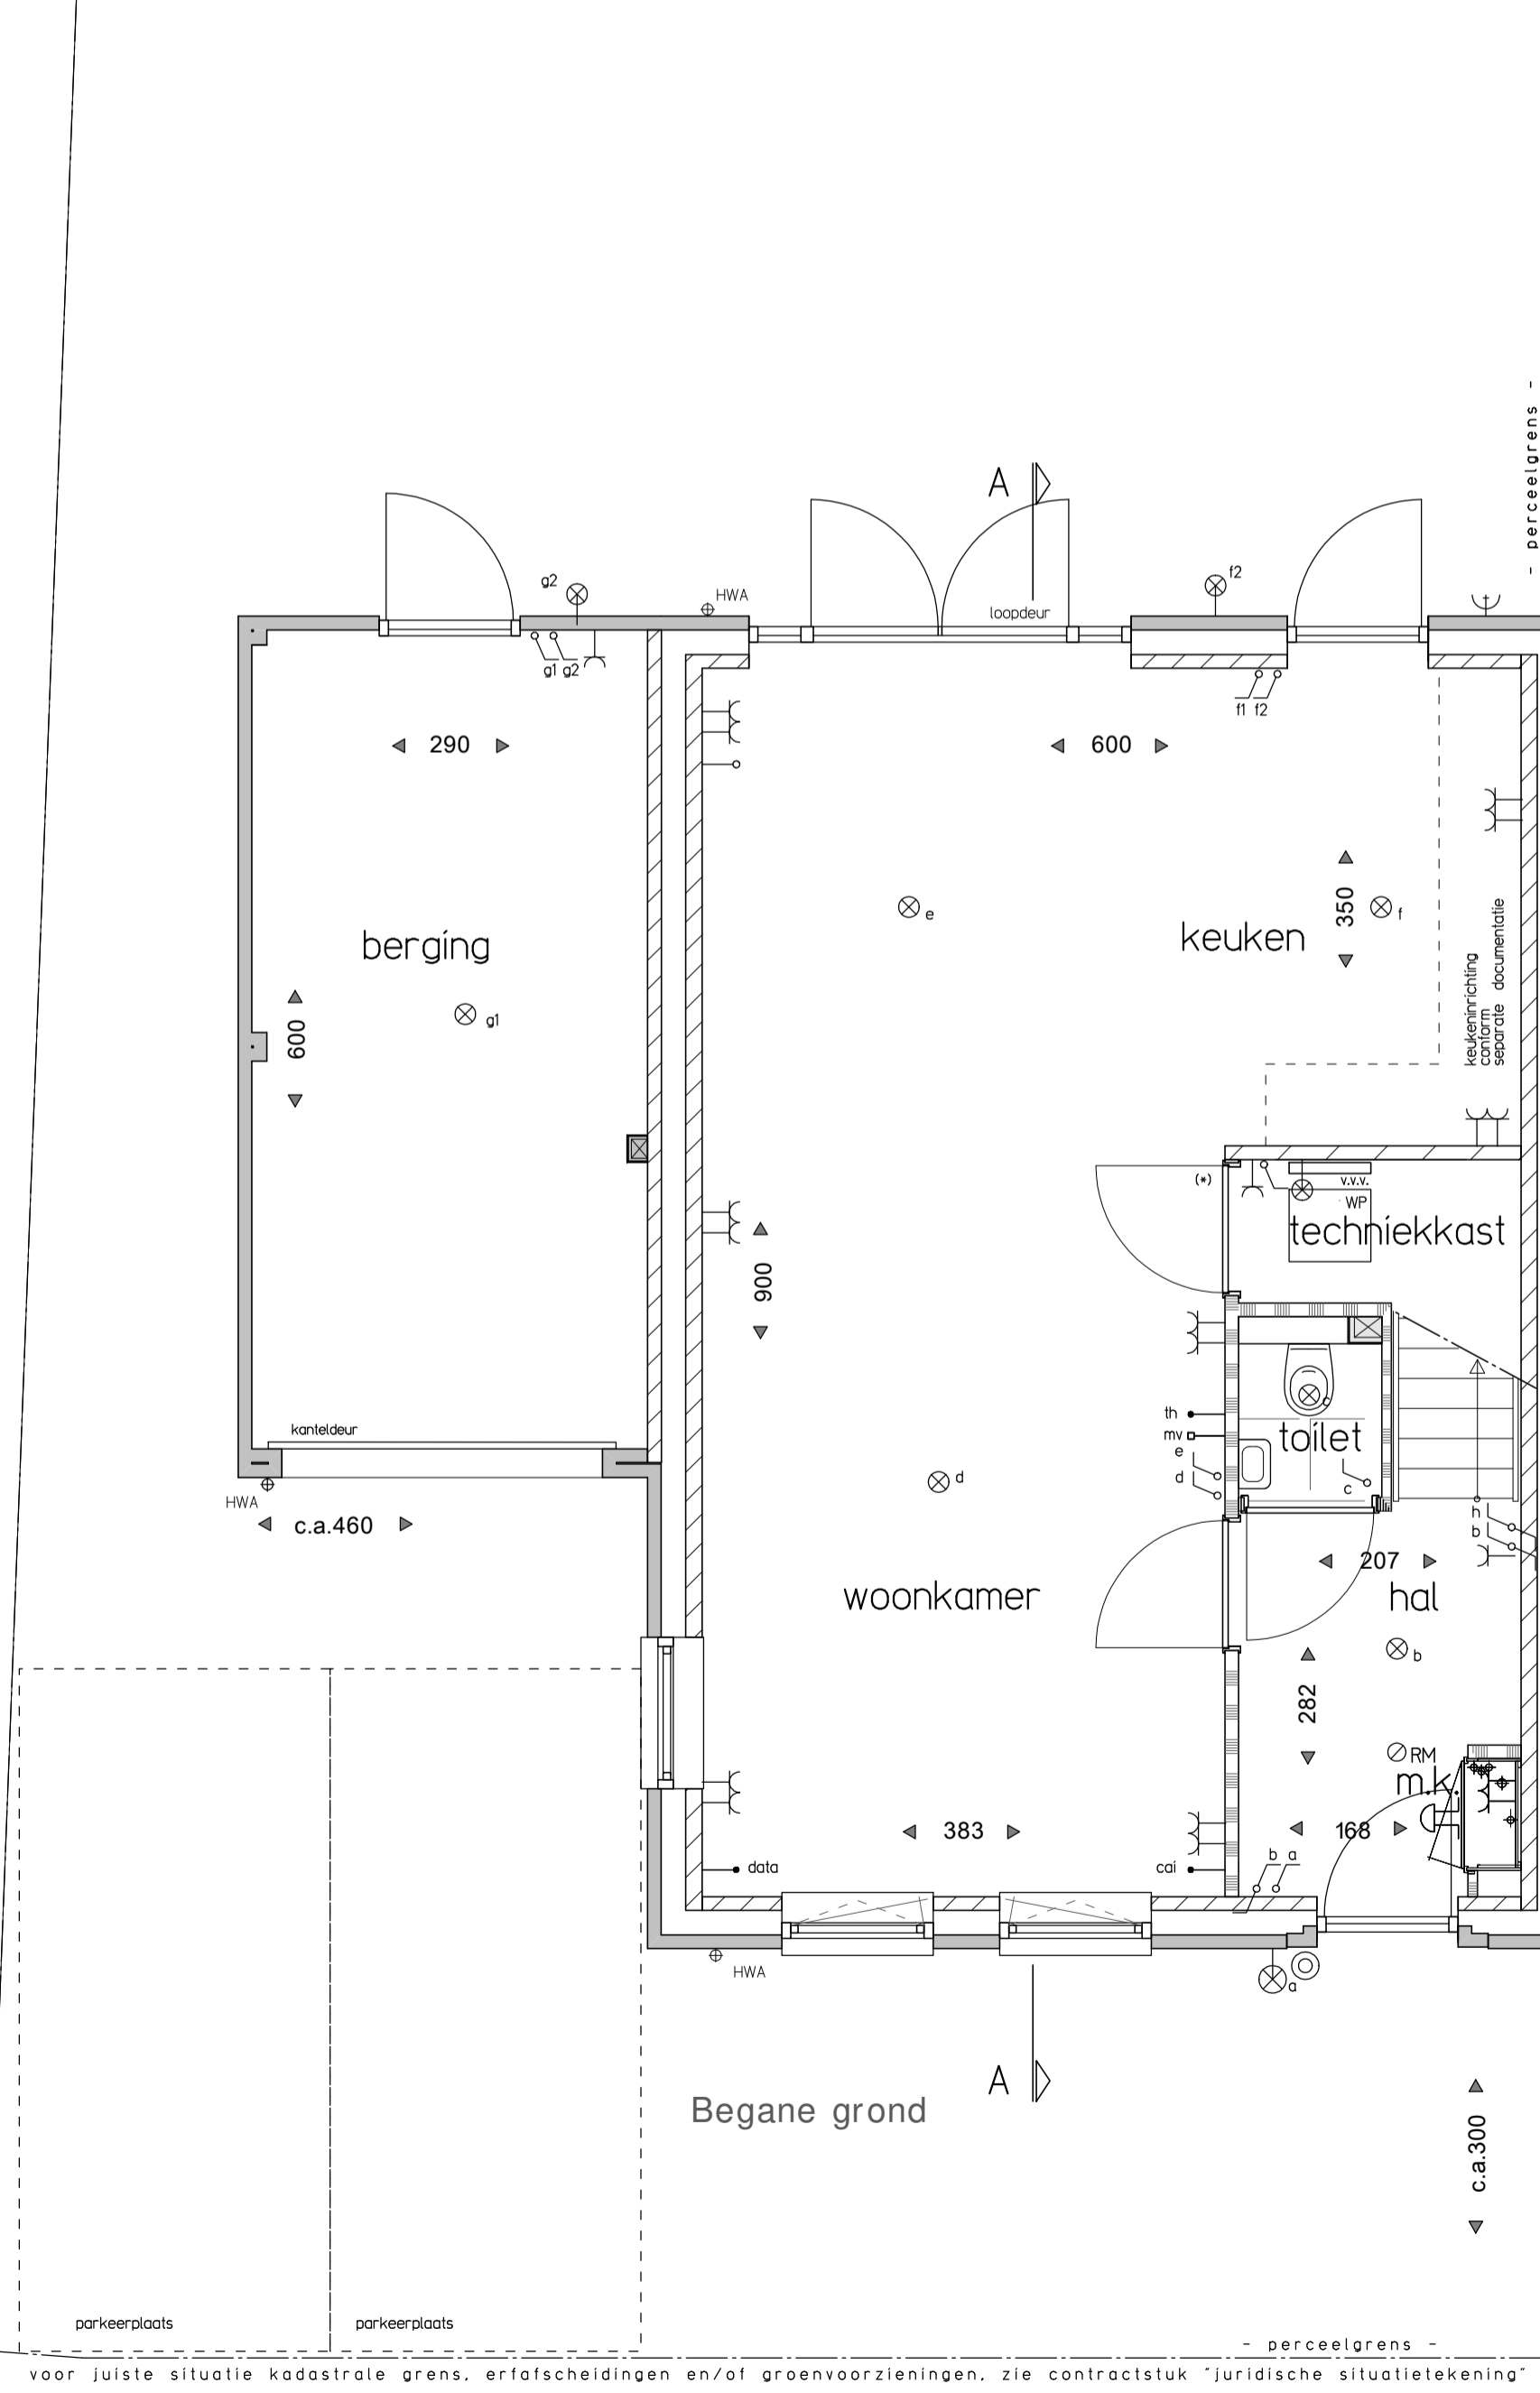 - perceelgrens -
A
g2
f2
HWA
loopdeur
g1 g2
f1 f2
290
600
350
e
f
keuken
berging
keukeninrichting
conform
separate documentatie
g1
600
(*)
v.v.v.
WP
techniekkast
900
c
th
mv
toilet
e
d
c
kanteldeur
d
HWA
c.a.460
h
b
207
woonkamer
hal
b
282
RM
m.k.
383
168
b a
data
cai
HWA
a
A
Begane grond
c.a.300
parkeerplaats
parkeerplaats
- perceelgrens -
voor juiste situatie kadastrale grens, erfafscheidingen en/of groenvoorzieningen, zie contractstuk "juridische situatietekening"